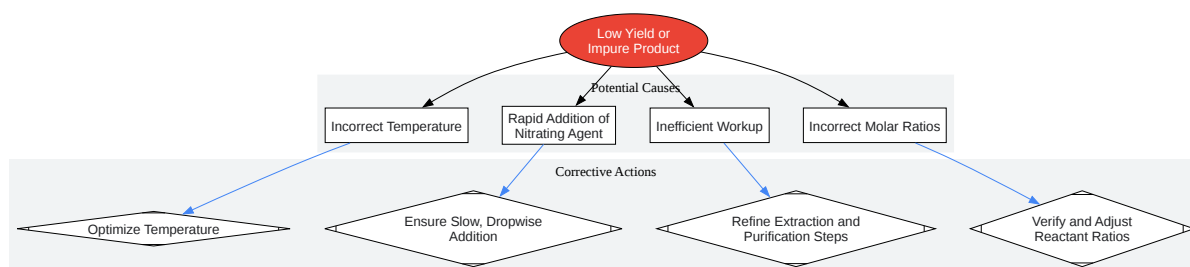 Low Yield or
Impure Product
Potential Causes
Incorrect Temperature
Rapid Addition of
Nitrating Agent
Inefficient Workup
Incorrect Molar Ratios
Corrective Actions
Optimize Temperature
Ensure Slow, Dropwise
Addition
Refine Extraction and
Purification Steps
Verify and Adjust
Reactant Ratios